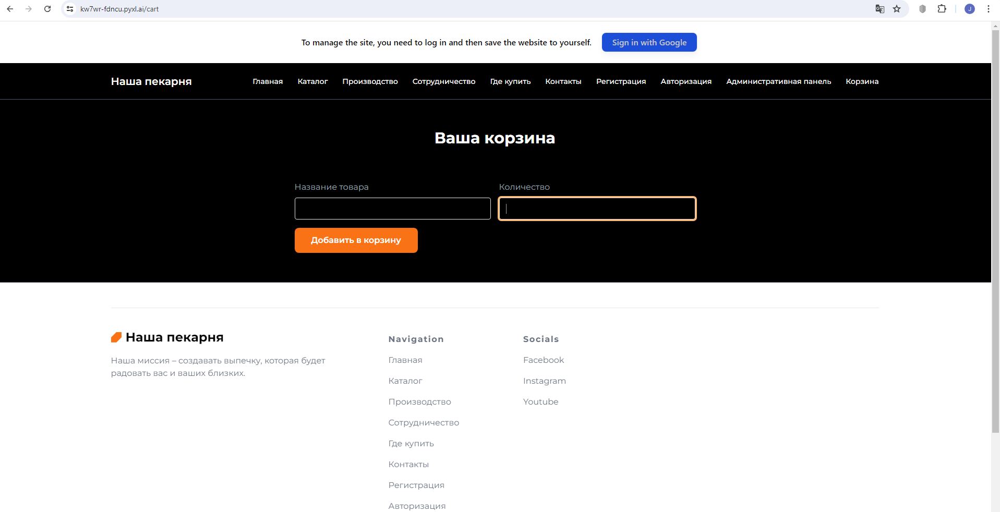 kw7wr-fdncu.pyxl.ai/cart
J
To manage the site, you need to log in and then save the website to yourself.
Sign in with Google
Наша пекарня
Главная
Каталог
Производство
Сотрудничество
Где купить
Контакты
Регистрация
Авторизация
Административная панель
Корзина
Ваша корзина
Название товара
Количество
Добавить в корзину
Наша пекарня
Наша миссия – создавать выпечку, которая будет
радовать вас и ваших близких.
Navigation
Главная
Каталог
Производство
Сотрудничество
Где купить
Контакты
Регистрация
Авторизация
Socials
Facebook
Instagram
Youtube